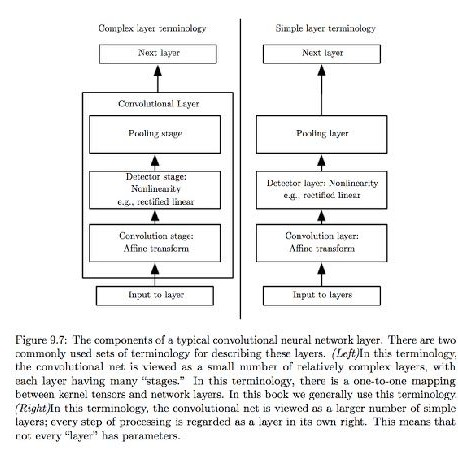 Complex layer terminology
Next layer
Convolutional Layer
Pooling stage
Detector stage:
Nonlinearity
e.g., rectified linear
Convolution stage:
Affine transform
Input to layer
Simple layer terminology
Next layer
Pooling layer
Detector layer: Nonlinearity
e.g., rectified linear
Convolution layer:
Affine transform
Input to layers
Figure 9.7: The components of a typical convolutional neural network layer. There are two
commonly used sets of terminology for describing these layers. (Left)In this terminology,
the convolutional net is viewed as a small number of relatively complex layers, with
each layer having many “stages.” In this terminology, there is a one-to-one mapping
between kernel tensors and network layers. In this book we generally use this terminology.
(Right)In this terminology, the convolutional net is viewed as a larger number of simple
layers; every step of processing is regarded as a layer in its own right. This means that
not every “layer” has parameters.